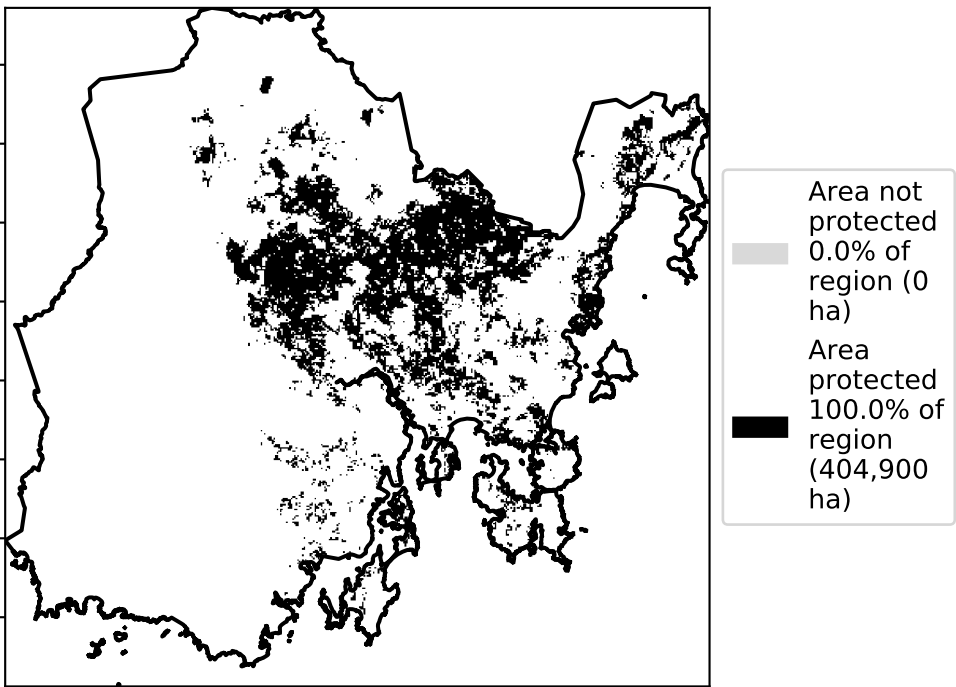 Area not
protected
0.0% of
region (0
ha)
Area
protected
100.0% of
region
(404,900
ha)